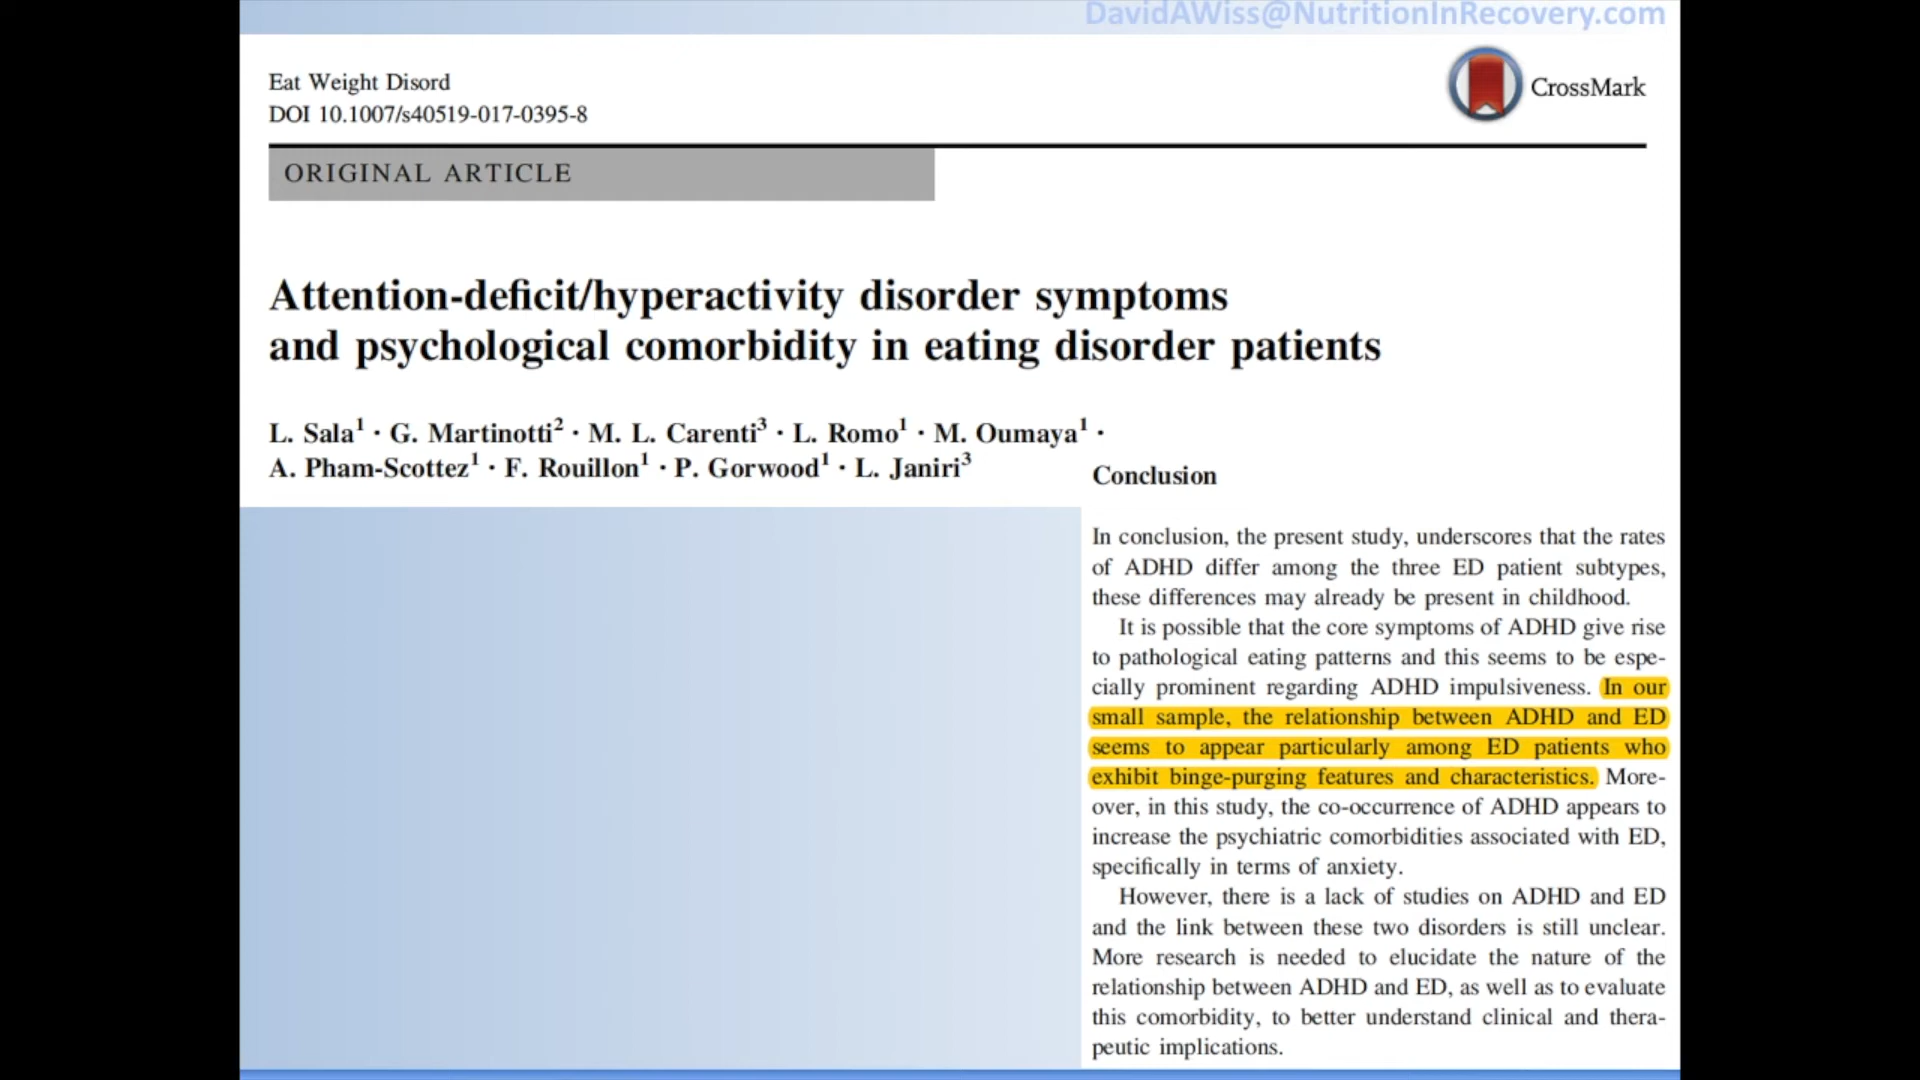 DavidAWiss@NutritionInRecovery.com
Eat Weight Disord
DOI 10.1007/s40519-017-0395-8
CrossMark
ORIGINAL ARTICLE
Attention-deficit/hyperactivity disorder symptoms
and psychological comorbidity in eating disorder patients
L. Sala¹ · G. Martinotti² · M. L. Carenti³ · L. Romo¹ · M. Oumaya¹ ·
A. Pham-Scottez¹ · F. Rouillon¹ · P. Gorwood¹ · L. Janiri³
Conclusion
In conclusion, the present study, underscores that the rates
of ADHD differ among the three ED patient subtypes,
these differences may already be present in childhood.
It is possible that the core symptoms of ADHD give rise
to pathological eating patterns and this seems to be espe-
cially prominent regarding ADHD impulsiveness. In our
small sample, the relationship between ADHD and ED
seems to appear particularly among ED patients who
exhibit binge-purging features and characteristics. More-
over, in this study, the co-occurrence of ADHD appears to
increase the psychiatric comorbidities associated with ED,
specifically in terms of anxiety.
However, there is a lack of studies on ADHD and ED
and the link between these two disorders is still unclear.
More research is needed to elucidate the nature of the
relationship between ADHD and ED, as well as to evaluate
this comorbidity, to better understand clinical and thera-
peutic implications.